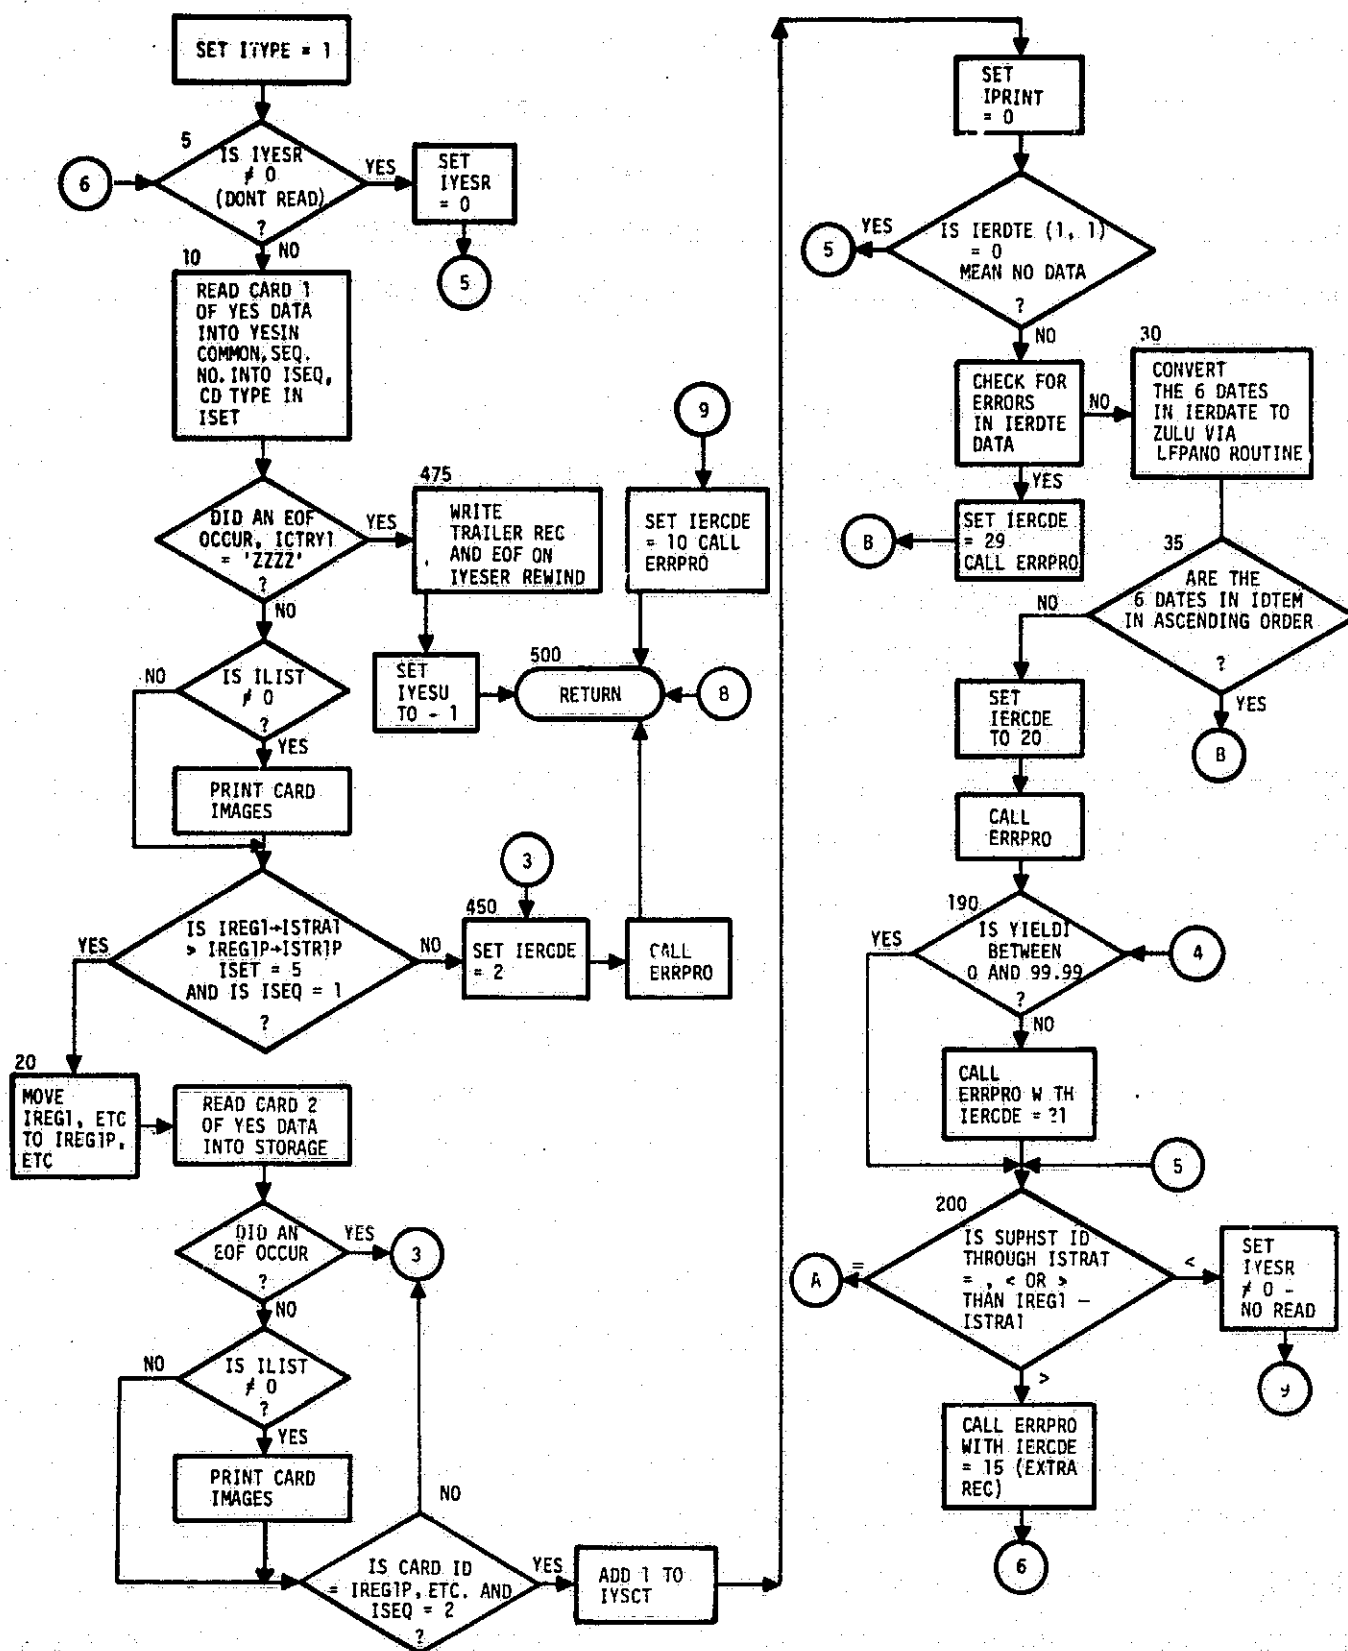 SET ITYPE = 1
5
IS IYESR
≠ 0
(DONT READ)
?
6
YES
SET
IYESR
= 0
5
NO
10
READ CARD 1
OF YES DATA
INTO YESIN
COMMON, SEQ.
NO. INTO ISEQ,
CD TYPE IN
ISET
DID AN EOF
OCCUR, ICTRY1
= 'ZZZZ'
?
YES
475
WRITE
TRAILER REC
AND EOF ON
IYESER REWIND
SET
IYESU
TO - 1
9
SET IERCDE
= 10 CALL
ERRPRO
500
RETURN
B
NO
IS ILIST
≠ 0
?
NO
YES
PRINT CARD
IMAGES
IS IREG1→ISTRA1
> IREG1P→ISTR1P
ISET = 5
AND IS ISEQ = 1
?
YES
NO
3
450
SET IERCDE
= 2
CALL
ERRPRO
20
MOVE
IREG1, ETC
TO IREG1P,
ETC
READ CARD 2
OF YES DATA
INTO STORAGE
DID AN
EOF OCCUR
?
YES
3
NO
IS ILIST
≠ 0
?
NO
YES
PRINT CARD
IMAGES
NO
IS CARD ID
= IREG1P, ETC. AND
ISEQ = 2
?
YES
ADD 1 TO
IYSCT
SET
IPRINT
= 0
IS IERDTE (1, 1)
= 0
MEAN NO DATA
?
YES
5
NO
CHECK FOR
ERRORS
IN IERDTE
DATA
NO
30
CONVERT
THE 6 DATES
IN IERDATE TO
ZULU VIA
LFPANO ROUTINE
YES
SET IERCDE
= 29
CALL ERRPRO
B
35
ARE THE
6 DATES IN IDTEM
IN ASCENDING ORDER
?
NO
YES
B
SET
IERCDE
TO 20
CALL
ERRPRO
190
IS YIELDI
BETWEEN
0 AND 99.99
?
YES
4
NO
CALL
ERRPRO W TH
IERCDE =
5
200
IS SUPHST ID
THROUGH ISTRAT
= , < OR >
THAN IREG1 –
ISTRA1
=
A
<
SET
IYESR
≠ 0 -
NO READ
9
>
CALL ERRPRO
WITH IERCDE
= 15 (EXTRA
REC)
6